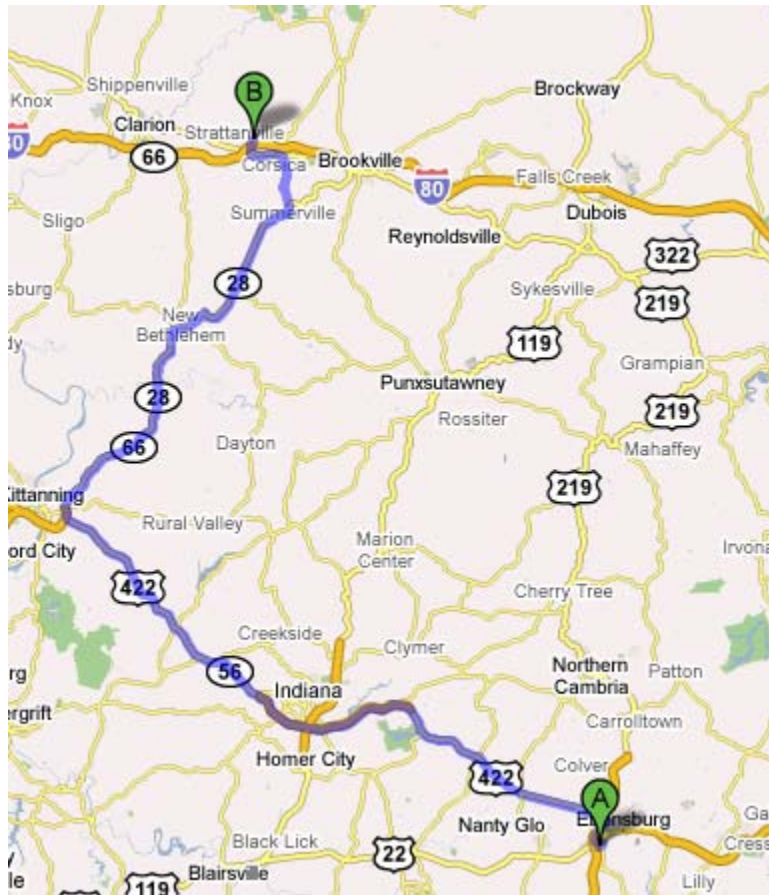 Shippenville
Knox
B
Brockway
Clarion
Strattanville
66
Corsica
Brookville
80
Falls Creek
Summerville
Dubois
Sligo
Reynoldsville
322
28
Sykesville
219
New
Bethlehem
119
Grampian
Punxsutawney
28
Rossiter
219
66
Dayton
Mahaffey
219
Kittanning
Rural Valley
Marion
Center
ord City
Irvona
422
Cherry Tree
Creekside
Clymer
56
Northern
Cambria
Patton
Indiana
Carrolltown
Homer City
Colver
422
A
Nanty Glo
Black Lick
22
Blairsville
119
Lilly